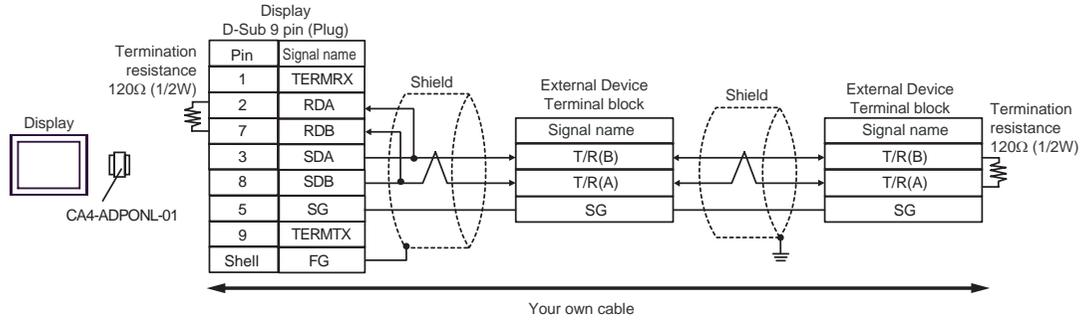 Display
D-Sub 9 pin (Plug)
Termination
resistance
120Ω (1/2W)
Pin Signal name
1 TERMRX
2 RDA
7 RDB
3 SDA
8 SDB
5 SG
9 TERMTX
Shell FG
Display
CA4-ADPONL-01
Shield
External Device
Terminal block
Signal name
T/R(B)
T/R(A)
SG
Shield
External Device
Terminal block
Signal name
T/R(B)
T/R(A)
SG
Termination
resistance
120Ω (1/2W)
Your own cable